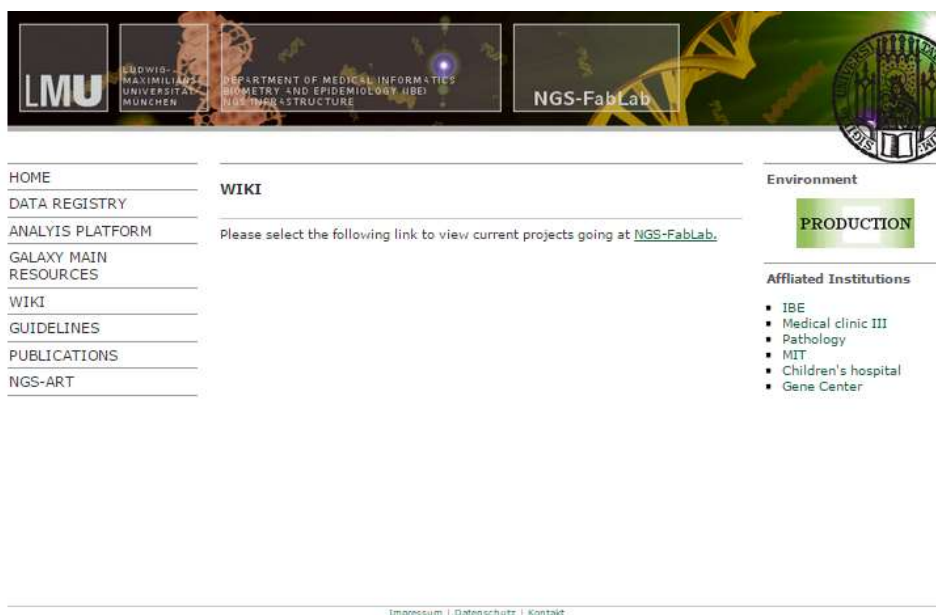 LMU
LUDWIG-
MAXIMILIANS-
UNIVERSITÄT
MÜNCHEN
DEPARTMENT OF MEDICAL INFORMATICS
BIOMETRY AND EPIDEMIOLOGY (IBE)
NGS INFRASTRUCTURE
NGS-FabLab
HOME
DATA REGISTRY
ANALYIS PLATFORM
GALAXY MAIN
RESOURCES
WIKI
GUIDELINES
PUBLICATIONS
NGS-ART
WIKI
Please select the following link to view current projects going at NGS-FabLab.
Environment
PRODUCTION
Affliated Institutions
IBE
Medical clinic III
Pathology
MIT
Children's hospital
Gene Center
Impressum | Datenschutz | Kontakt